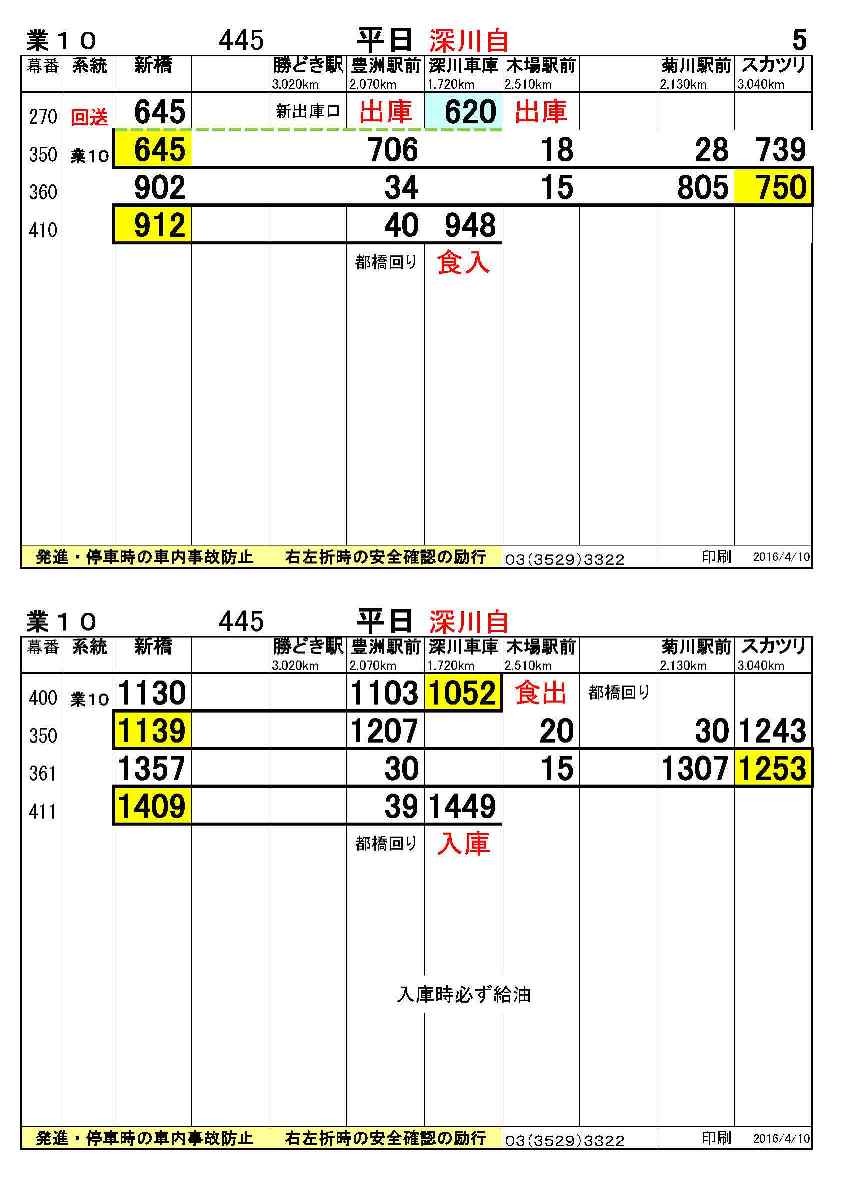 業１０ 445 平日 深川自 5
幕番 系統 新橋 勝どき駅 豊洲駅前 深川車庫 木場駅前 菊川駅前 スカツリ
3.020km 2.070km 1.720km 2.510km 2.130km 3.040km
270 回送 645 新出庫口 出庫 620 出庫
350 業10 645 706 18 28 739
360 902 34 15 805 750
410 912 40 948
都橋回り 食入
発進・停車時の車内事故防止 右左折時の安全確認の励行 03(3529)3322 印刷 2016/4/10
業１０ 445 平日 深川自
幕番 系統 新橋 勝どき駅 豊洲駅前 深川車庫 木場駅前 菊川駅前 スカツリ
3.020km 2.070km 1.720km 2.510km 2.130km 3.040km
400 業10 1130 1103 1052 食出 都橋回り
350 1139 1207 20 30 1243
361 1357 30 15 1307 1253
411 1409 39 1449
都橋回り 入庫
入庫時必ず給油
発進・停車時の車内事故防止 右左折時の安全確認の励行 03(3529)3322 印刷 2016/4/10